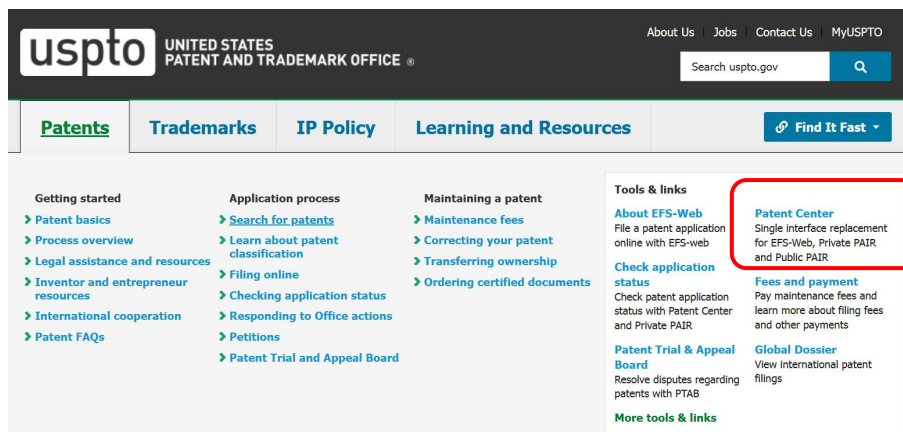 About Us Jobs Contact Us MyUSPTO
uspto UNITED STATES
PATENT AND TRADEMARK OFFICE ®
Search uspto.gov
Patents Trademarks IP Policy Learning and Resources Find It Fast
Getting started
Patent basics
Process overview
Legal assistance and resources
Inventor and entrepreneur
resources
International cooperation
Patent FAQs
Application process
Search for patents
Learn about patent
classification
Filing online
Checking application status
Responding to Office actions
Petitions
Patent Trial and Appeal Board
Maintaining a patent
Maintenance fees
Correcting your patent
Transferring ownership
Ordering certified documents
Tools & links
About EFS-Web
File a patent application
online with EFS-web
Check application
status
Check patent application
status with Patent Center
and Private PAIR
Patent Trial & Appeal
Board
Resolve disputes regarding
patents with PTAB
More tools & links
Patent Center
Single interface replacement
for EFS-Web, Private PAIR
and Public PAIR
Fees and payment
Pay maintenance fees and
learn more about filing fees
and other payments
Global Dossier
View international patent
filings